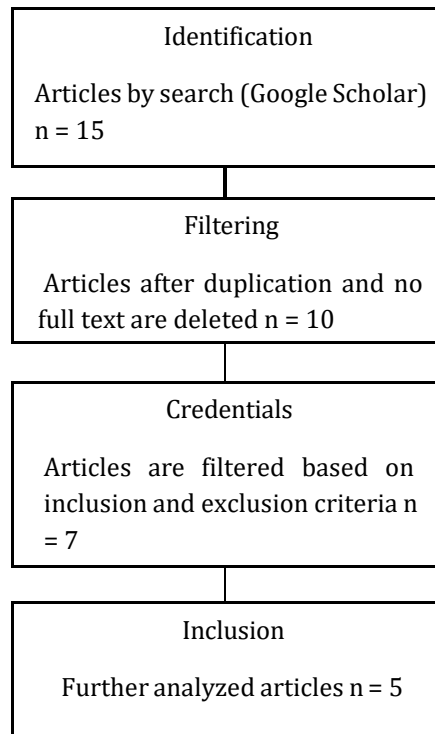 Identification
Articles by search (Google Scholar)
n = 15
Filtering
Articles after duplication and no
full text are deleted n = 10
Credentials
Articles are filtered based on
inclusion and exclusion criteria n
= 7
Inclusion
Further analyzed articles n = 5